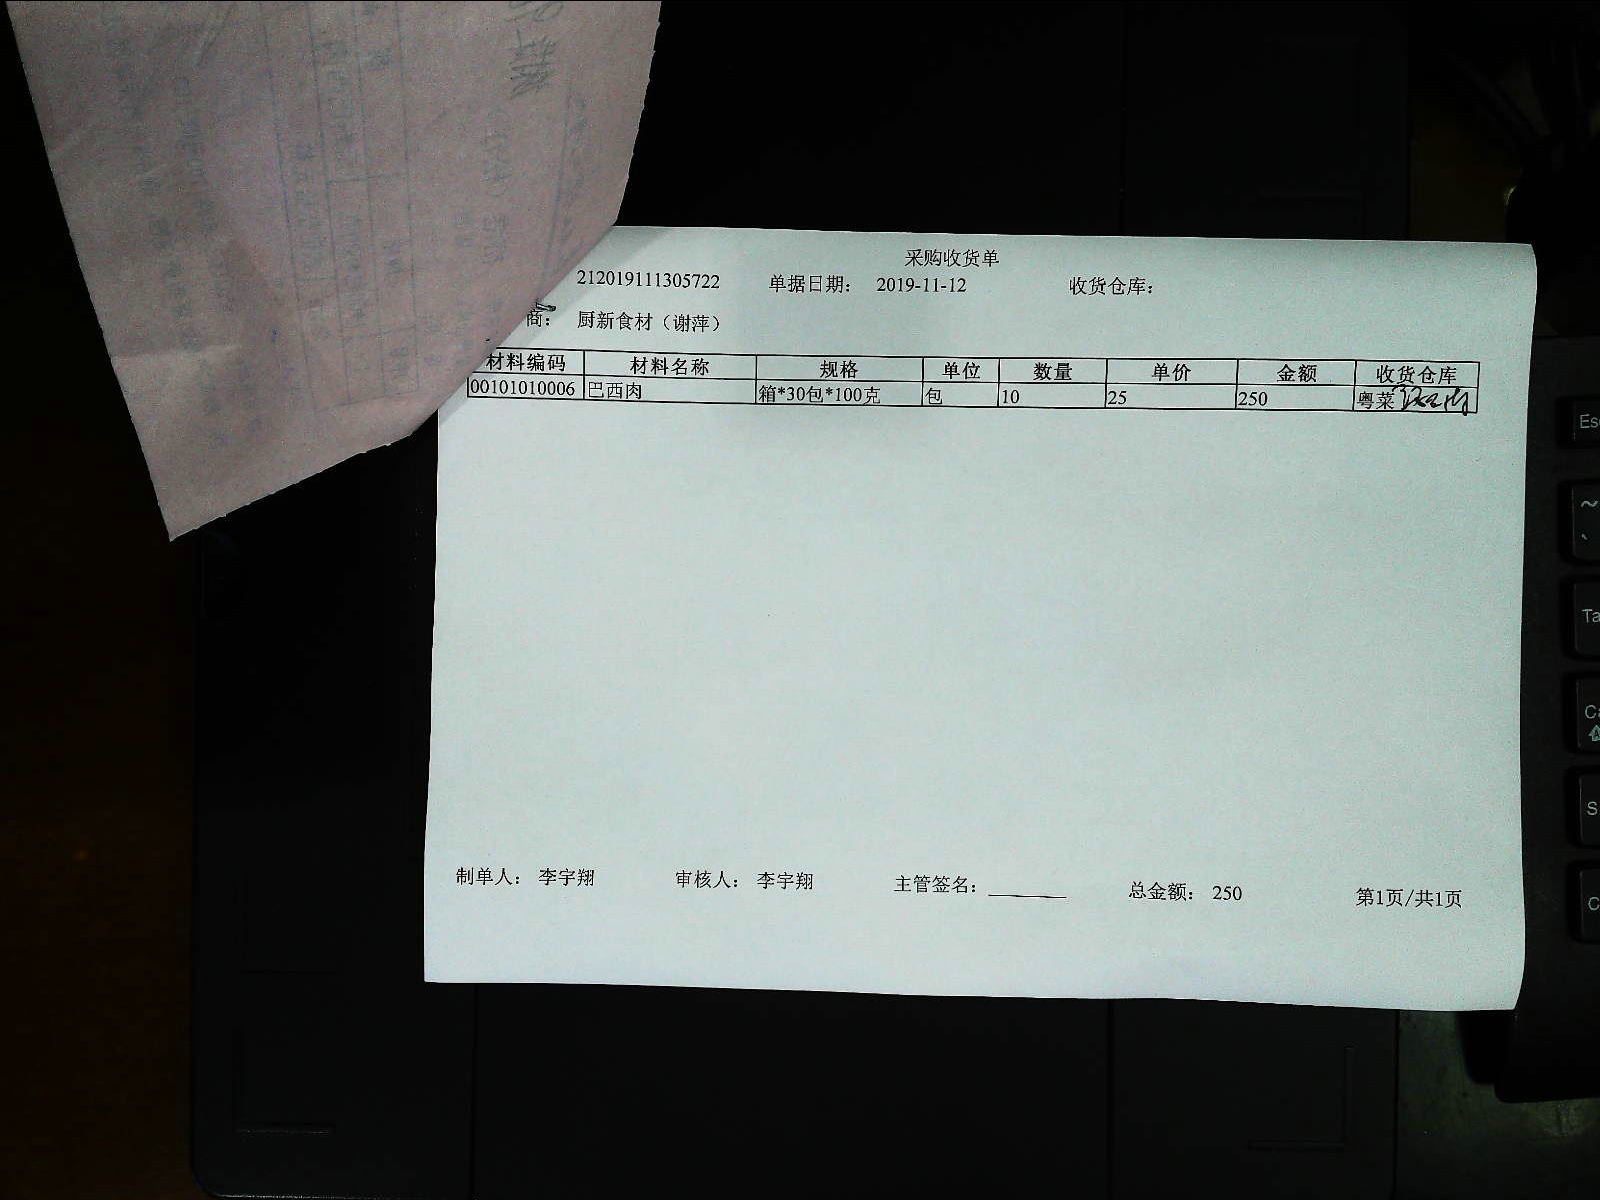 采购收货单
212019111305722 单据日期： 2019-11-12 收货仓库：
商： 厨新食材（谢萍）
材料编码 材料名称 规格 单位 数量 单价 金额 收货仓库
00101010006 巴西肉 箱*30包*100克 包 10 25 250 粤菜
制单人： 李宇翔 审核人： 李宇翔 主管签名： 总金额： 250 第1页/共1页
Esc
~
Ta
Ca
S
C